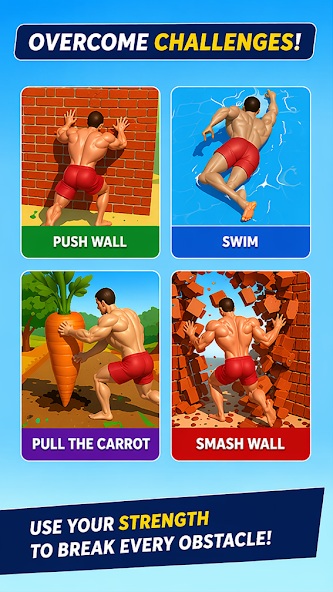 OVERCOME CHALLENGES!
PUSH WALL
SWIM
PULL THE CARROT
SMASH WALL
USE YOUR STRENGTH
TO BREAK EVERY OBSTACLE!